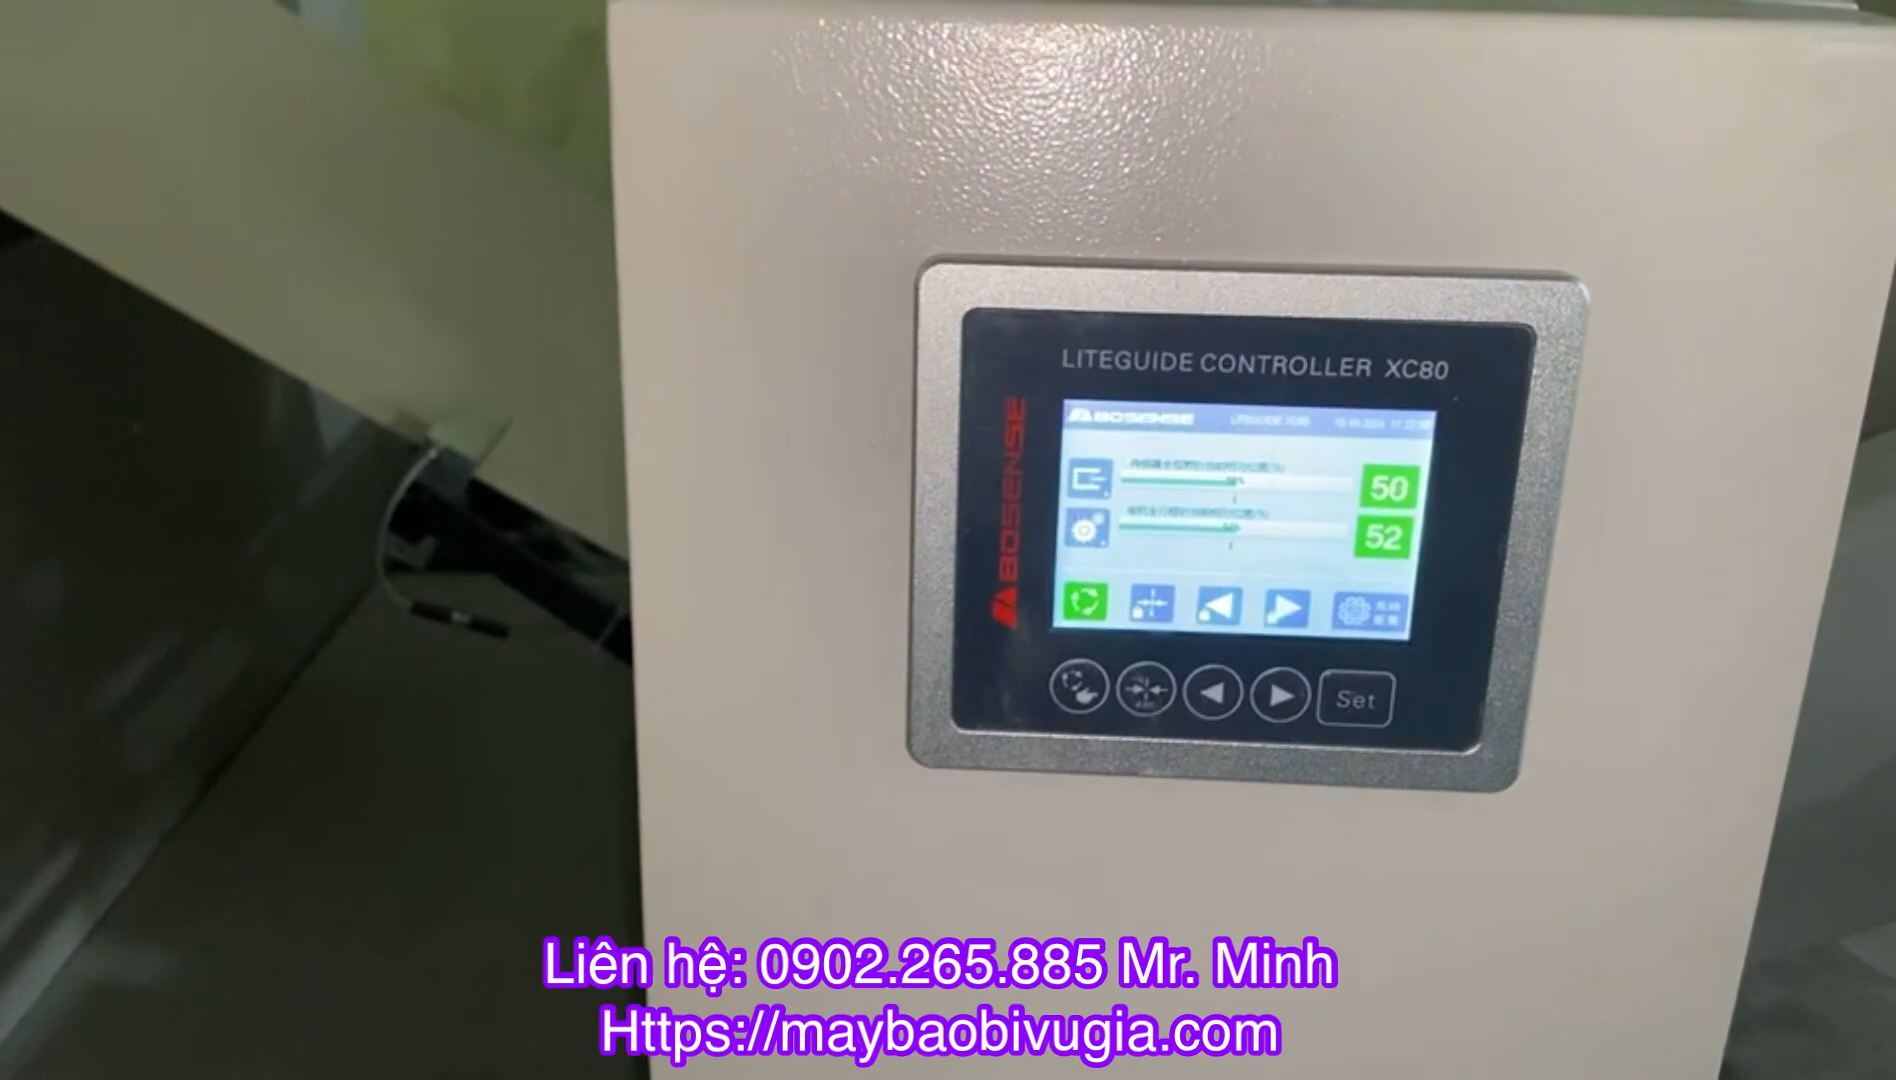 LITEGUIDE CONTROLLER XC80
BOSENSE
BOSENSE
50
52
Set
Liên hệ: 0902.265.885 Mr. Minh
Https://maybaobivugia.com